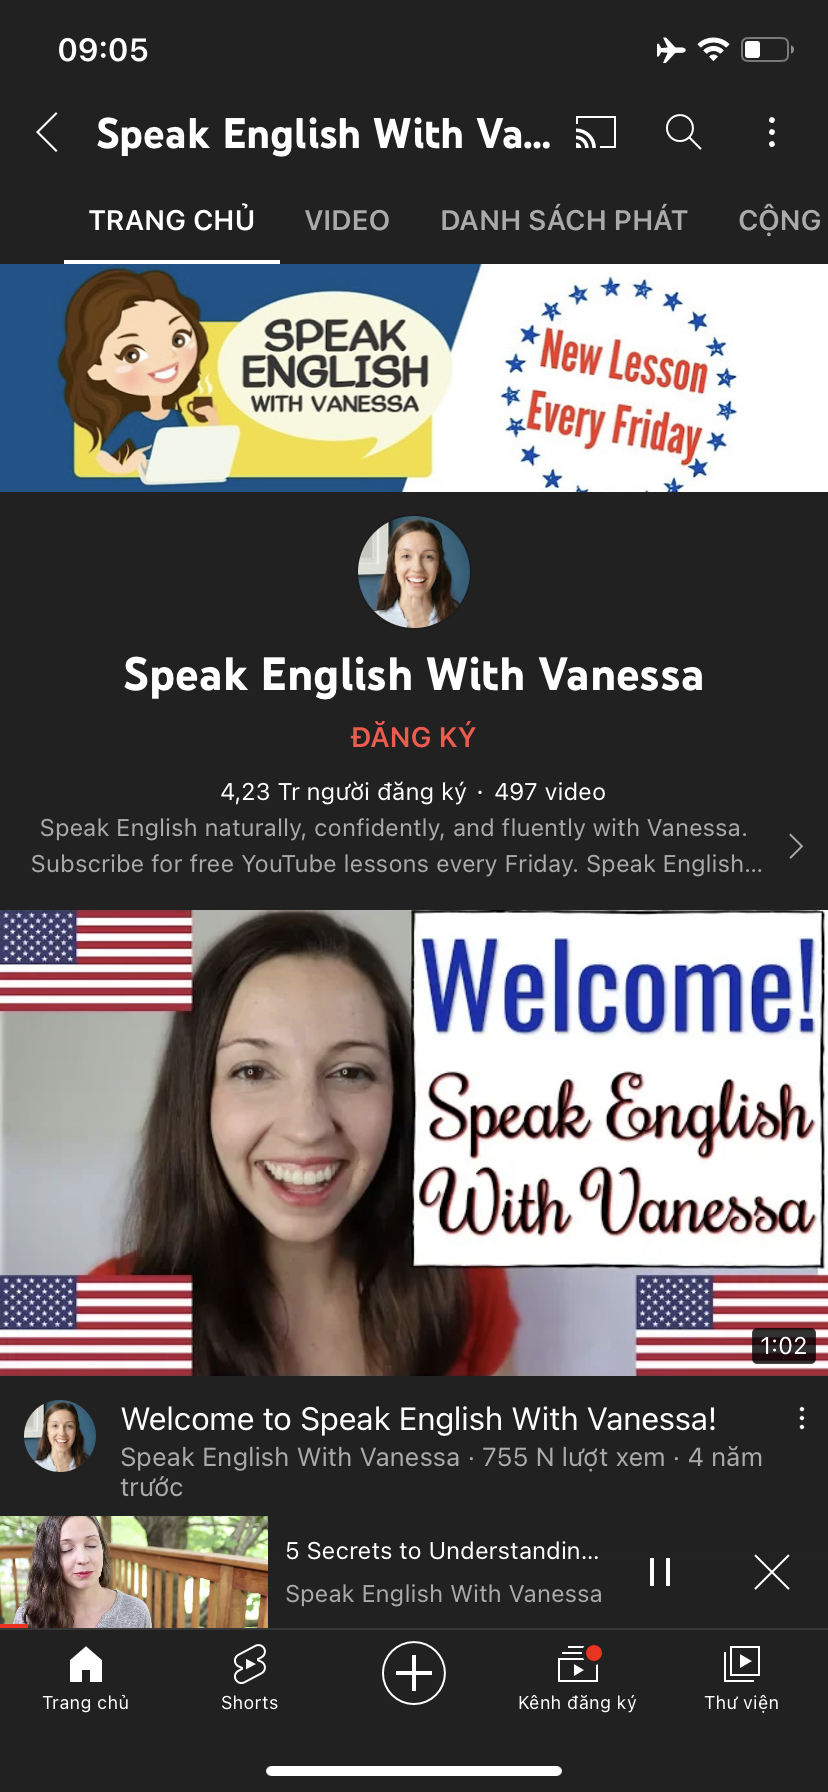 09:05
Speak English With Va...
TRANG CHỦ VIDEO DANH SÁCH PHÁT CỘNG
SPEAK
ENGLISH
WITH VANESSA
New Lesson
Every Friday
Speak English With Vanessa
ĐĂNG KÝ
4,23 Tr người đăng ký · 497 video
Speak English naturally, confidently, and fluently with Vanessa.
Subscribe for free YouTube lessons every Friday. Speak English...
Welcome!
Speak English
With Vanessa
1:02
Welcome to Speak English With Vanessa!
Speak English With Vanessa · 755 N lượt xem · 4 năm
trước
5 Secrets to Understandin...
Speak English With Vanessa
Trang chủ Shorts Kênh đăng ký Thư viện